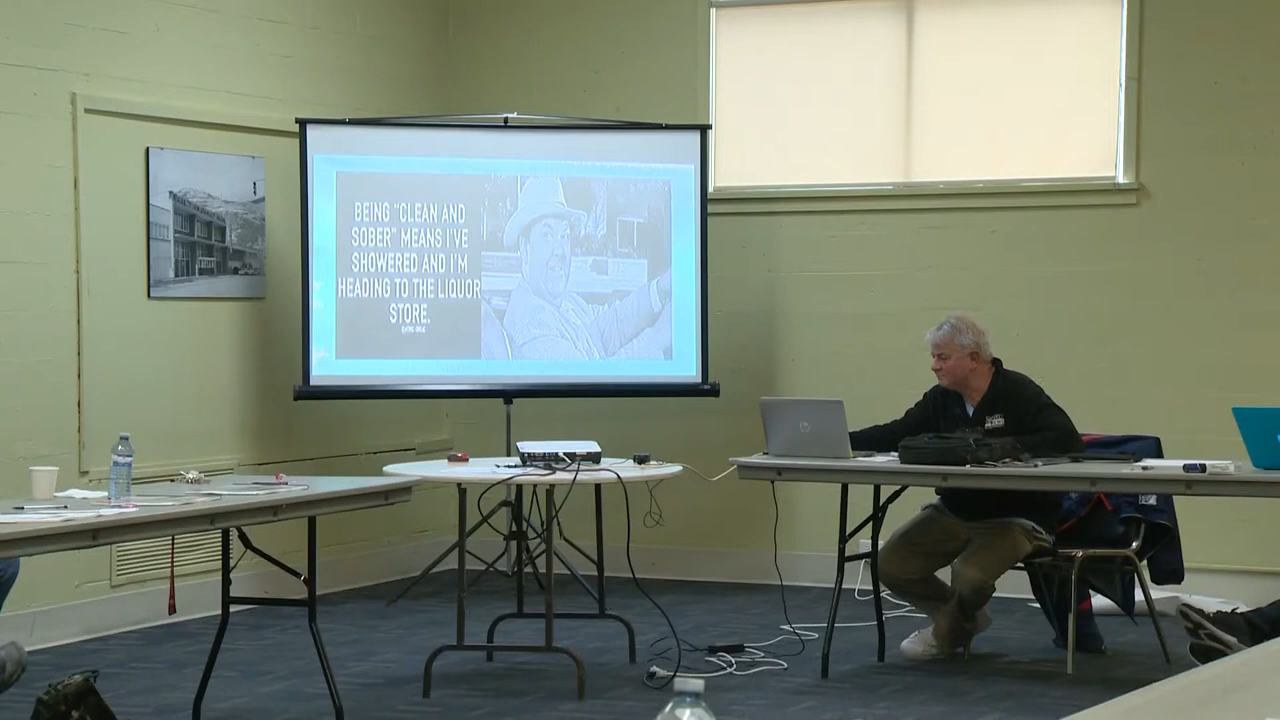 BEING "CLEAN AND
SOBER" MEANS I'VE
SHOWERED AND I'M
HEADING TO THE LIQUOR
STORE.